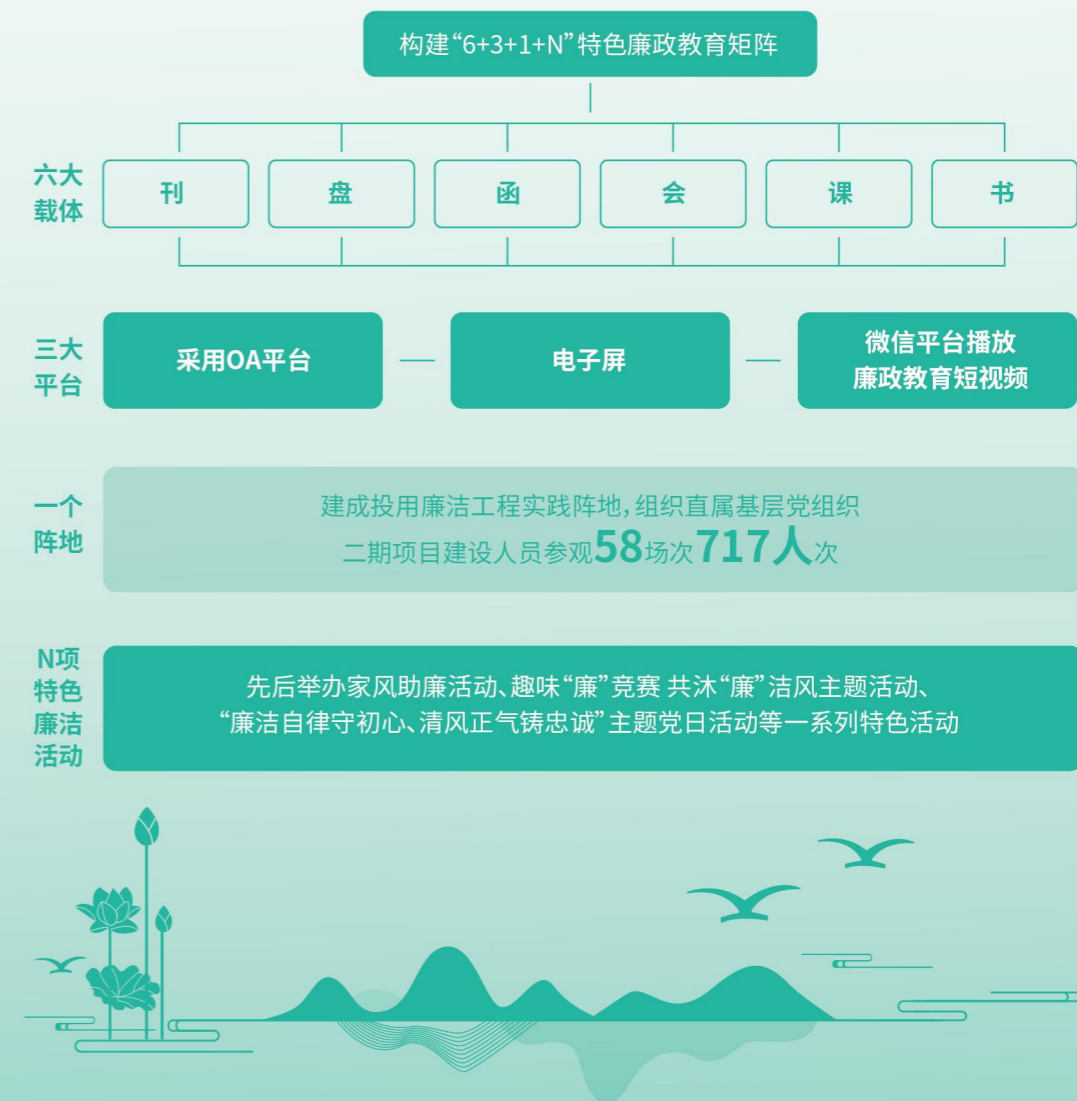 构建“6+3+1+N”特色廉政教育矩阵
六大
载体
刊
盘
函
会
课
书
三大
平台
采用OA平台
电子屏
微信平台播放
廉政教育短视频
一个
阵地
建成投用廉洁工程实践阵地,组织直属基层党组织
二期项目建设人员参观58场次717人次
N项
特色
廉洁
活动
先后举办家风助廉活动、趣味“廉”竞赛 共沐“廉”洁风主题活动、
“廉洁自律守初心、清风正气铸忠诚”主题党日活动等一系列特色活动